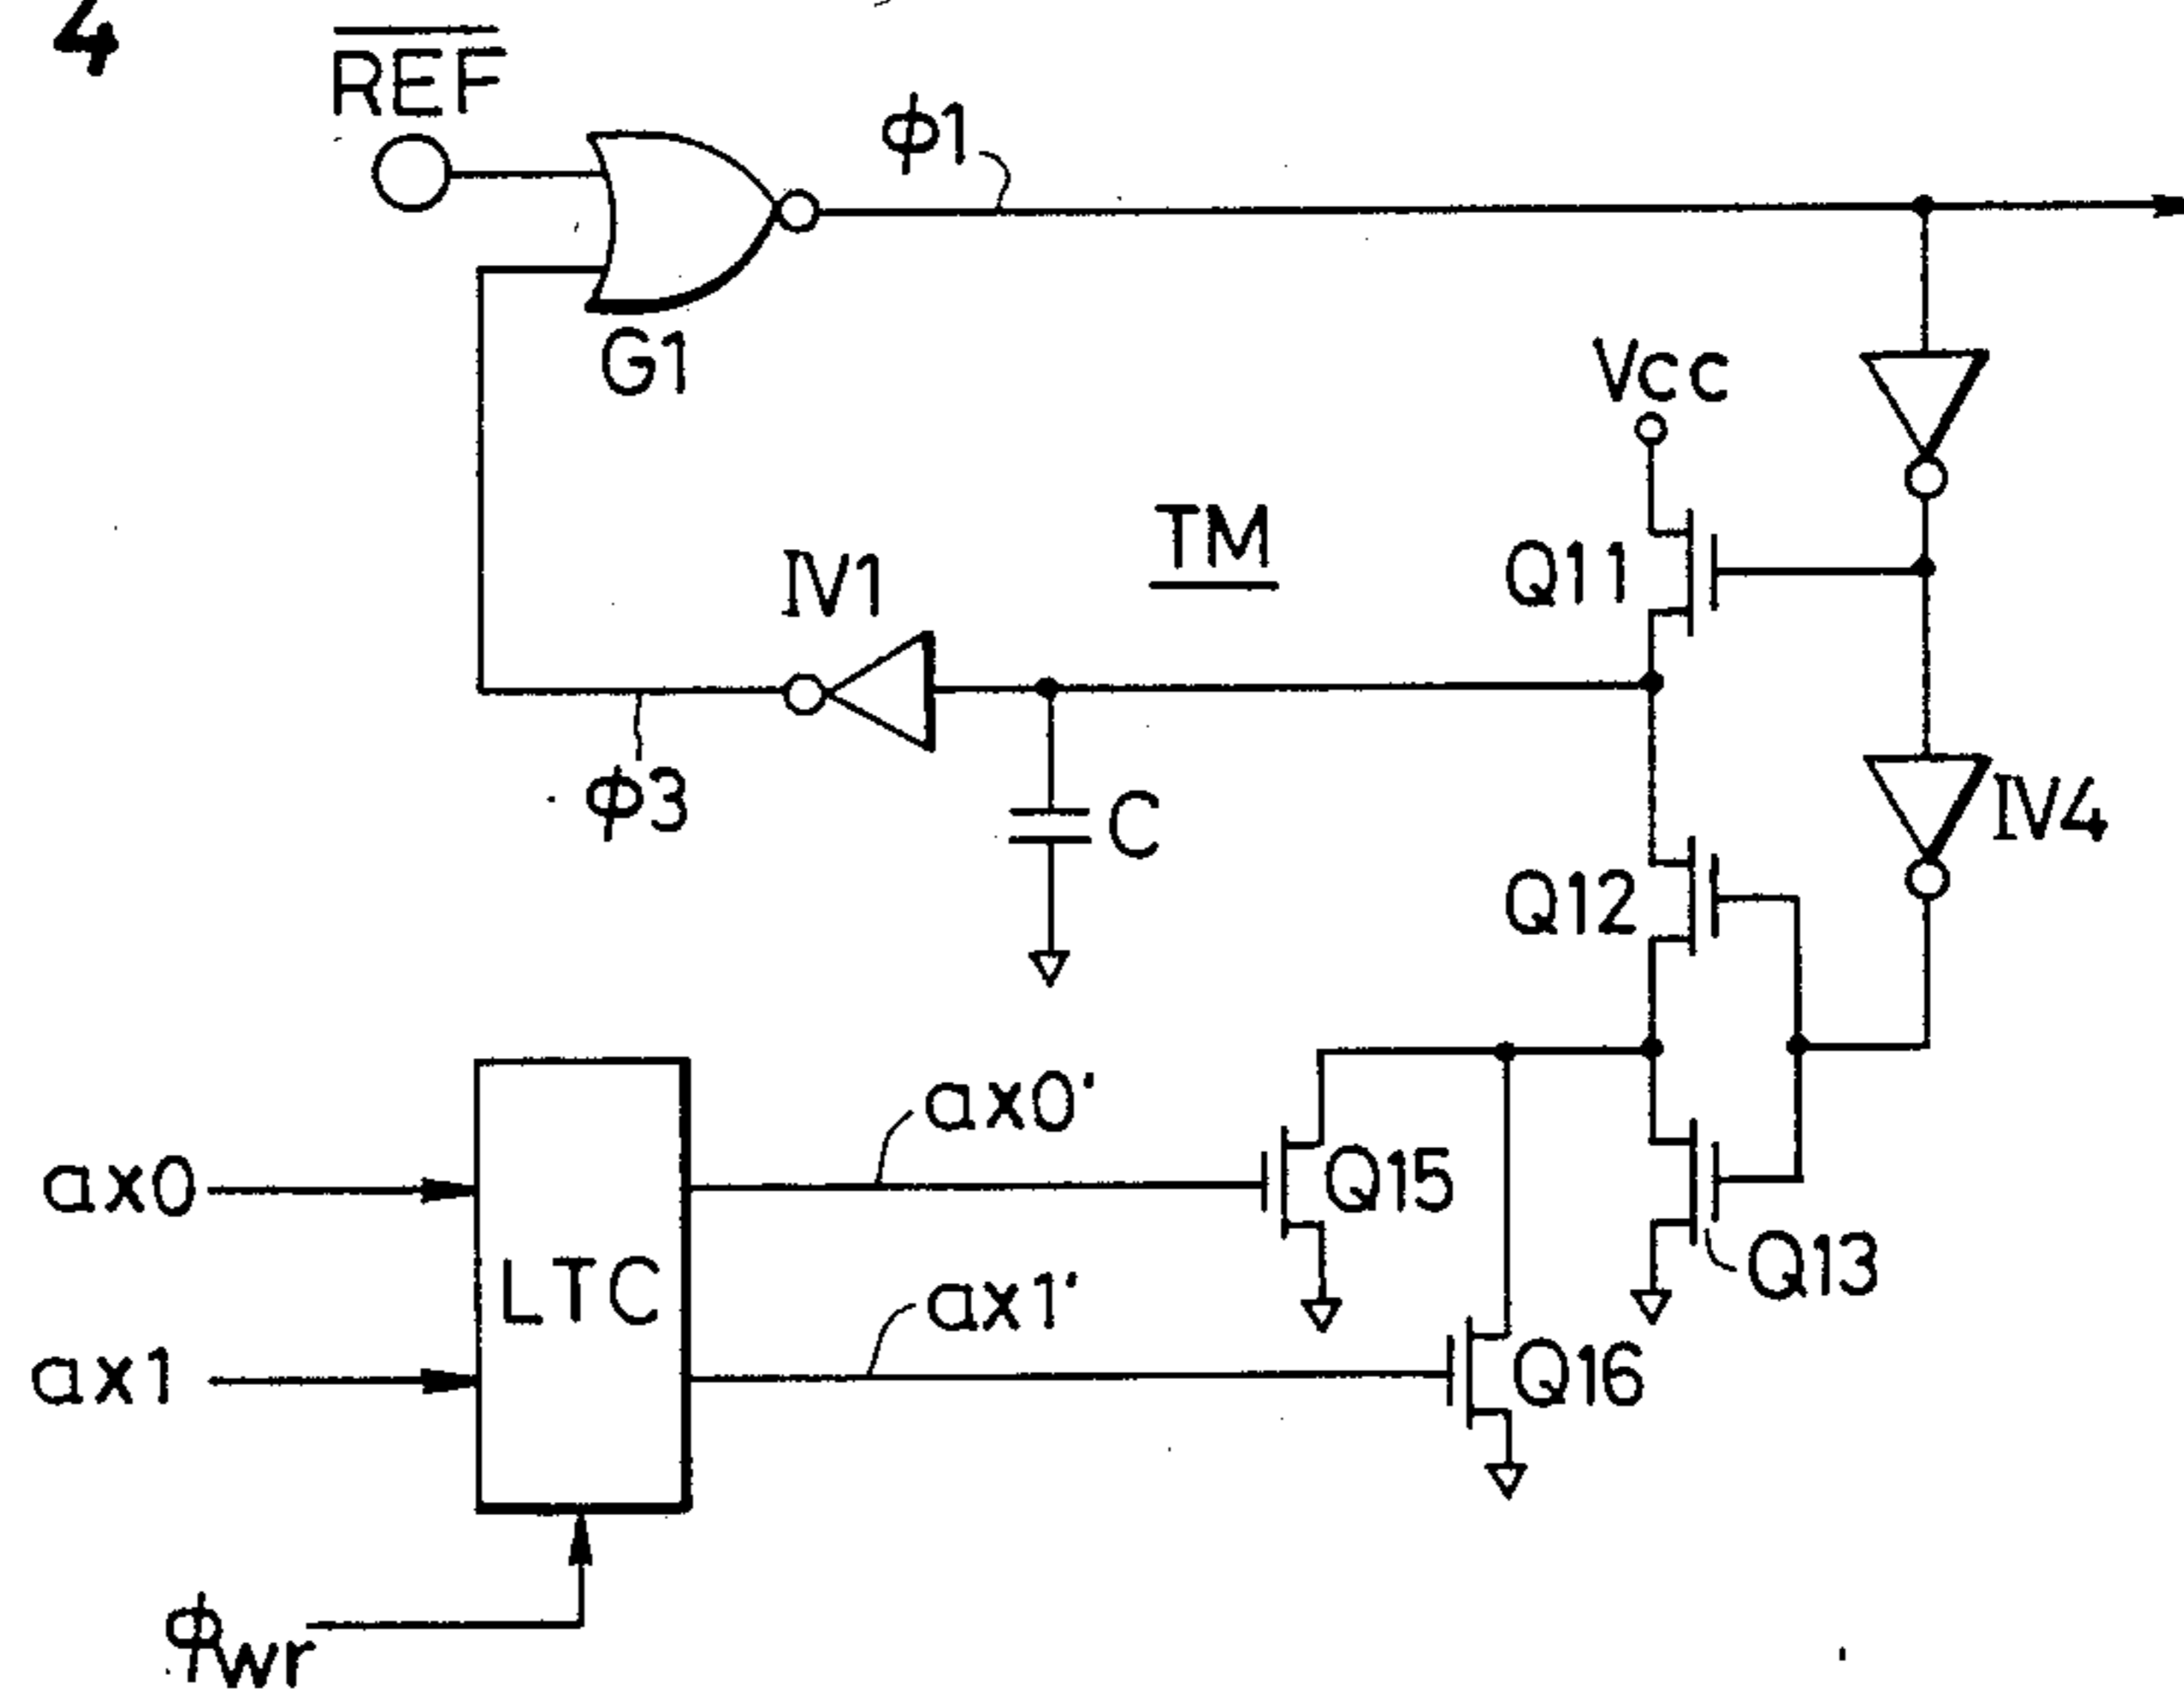 4
REF
φ1
G1
Vcc
TM
Q11
IV1
φ3
C
IV4
Q12
ax0'
ax0
Q15
LTC
Q13
ax1'
ax1
Q16
φwr